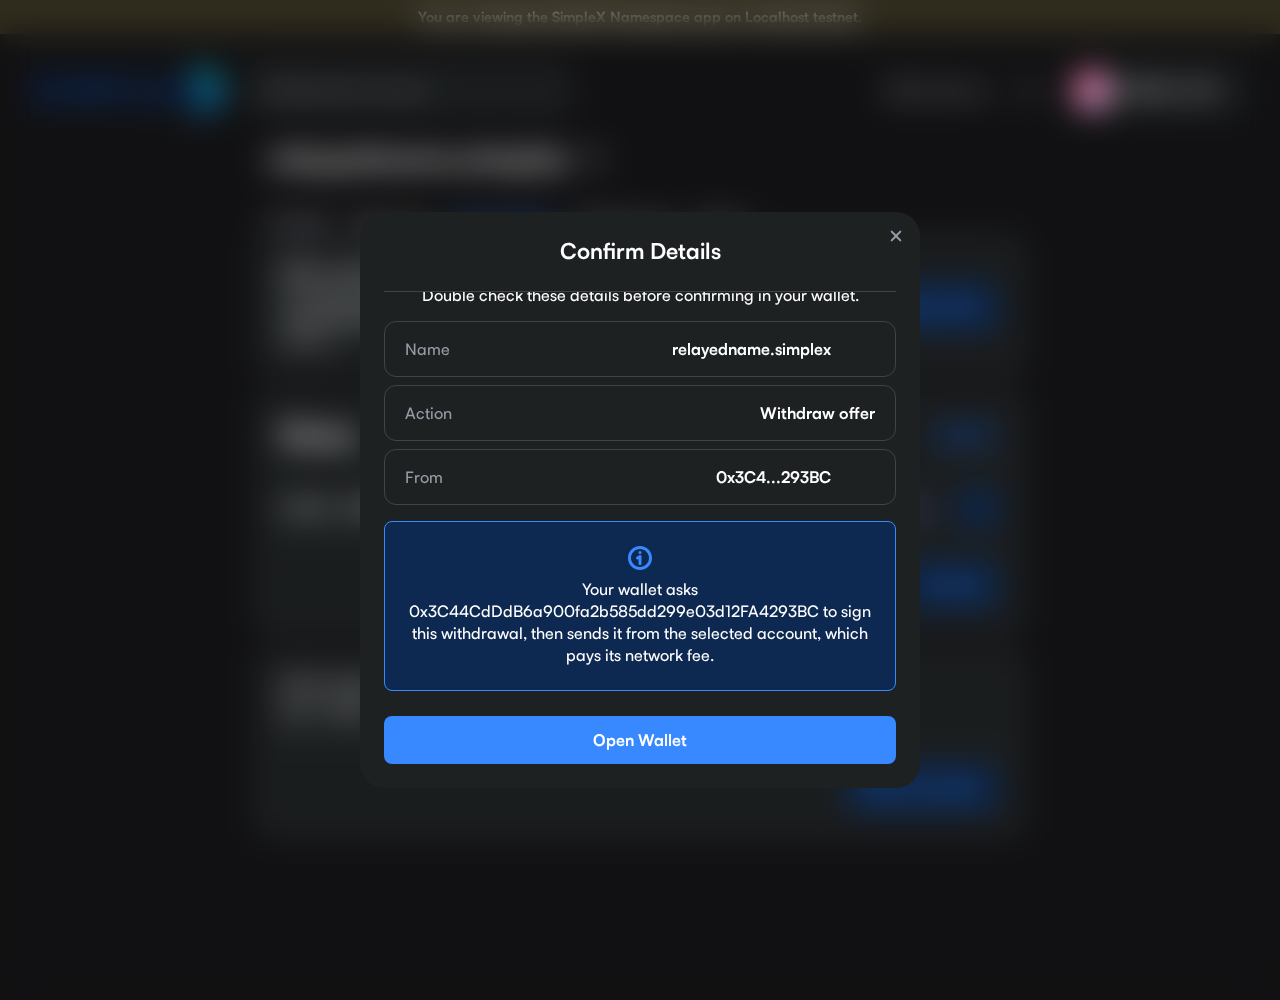 You are viewing the SimpleX Namespace app on Localhost testnet.
Confirm Details
Double check these details before confirming in your wallet.
Name relayedname.simplex
Action Withdraw offer
From 0x3C4...293BC
Your wallet asks
0x3C44CdDdB6a900fa2b585dd299e03d12FA4293BC to sign
this withdrawal, then sends it from the selected account, which
pays its network fee.
Open Wallet